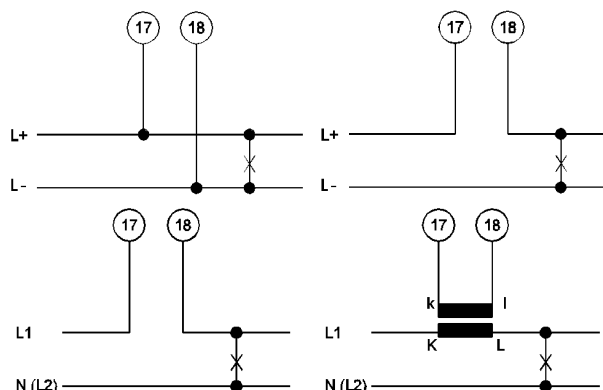 17 18 17 18
L+ L+
L- L-
17 18 17 18
k l
L1 L1
K L
N (L2) N (L2)